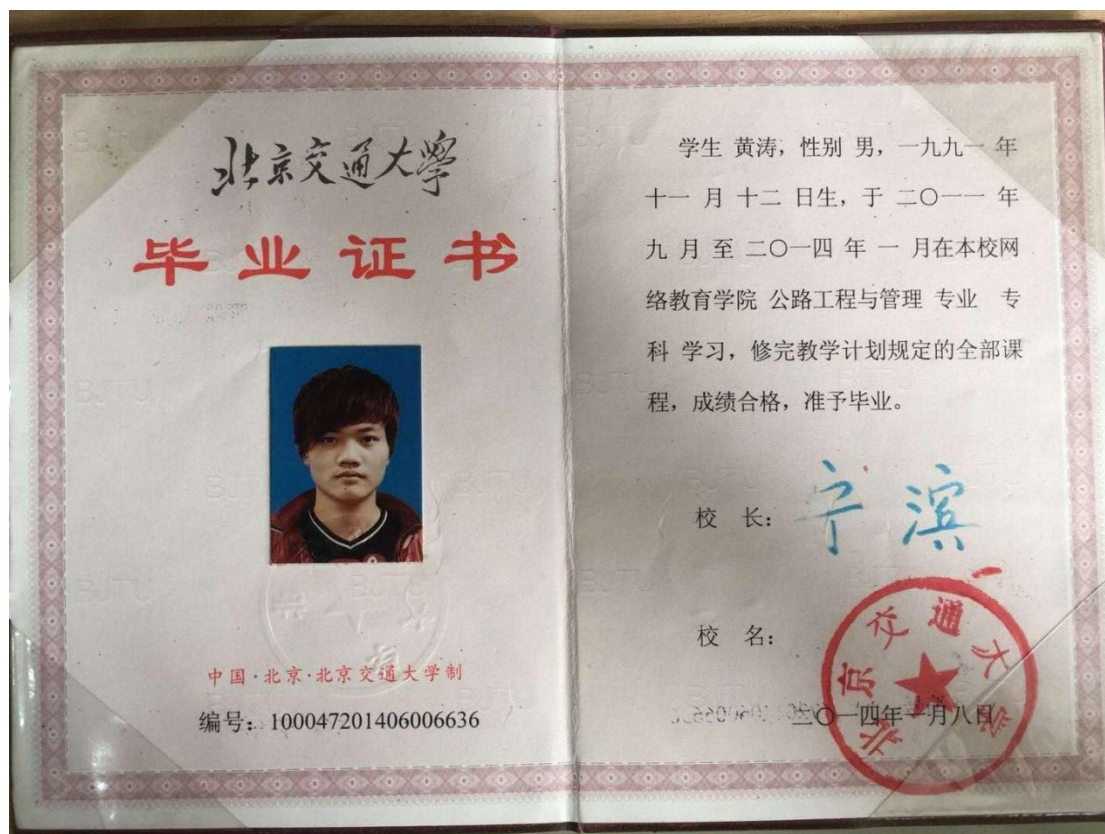 北京交通大學
毕业证书
中国·北京·北京交通大学制
编号：100047201406006636
学生 黄涛，性别 男，一九九一 年
十一 月 十二 日生，于 二〇一一 年
九 月 至 二〇一四 年 一 月在本校网
络教育学院 公路工程与管理 专业 专
科 学习，修完教学计划规定的全部课
程，成绩合格，准予毕业。
校 长：宁滨
校 名：
北京交通大学
二〇一四年一月八日
BJTU